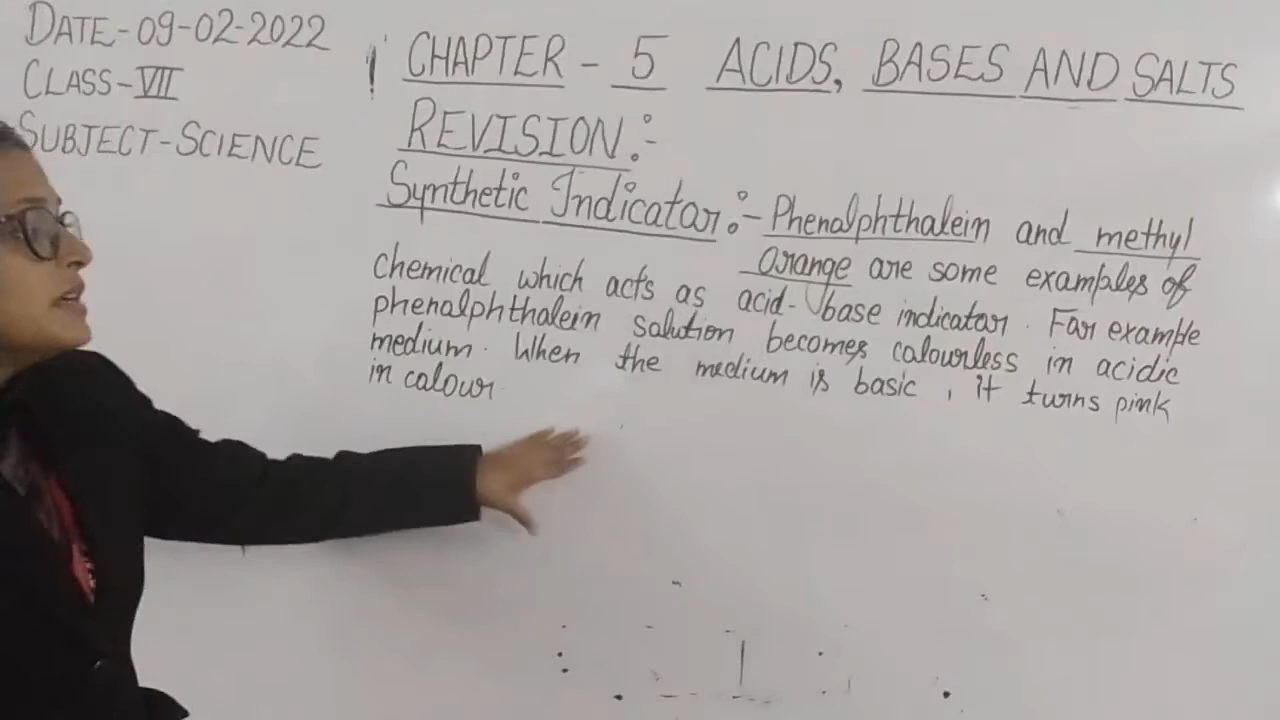 DATE-09-02-2022
CLASS-VII
SUBJECT-SCIENCE
CHAPTER - 5 ACIDS, BASES AND SALTS
REVISION:-
Synthetic Indicator:- Phenalphthalein and methyl
orange are some examples of
chemical which acts as acid-base indicator. For example
phenalphthalein solution becomes colourless in acidic
medium. When the medium is basic, it turns pink
in colour.